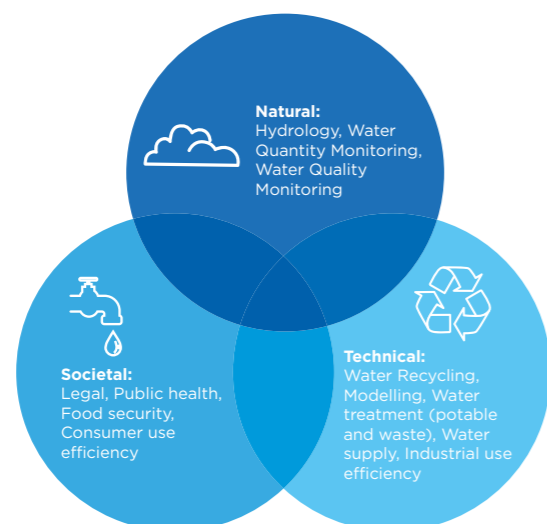 Natural:
Hydrology, Water
Quantity Monitoring,
Water Quality
Monitoring
Societal:
Legal, Public health,
Food security,
Consumer use
efficiency
Technical:
Water Recycling,
Modelling, Water
treatment (potable
and waste), Water
supply, Industrial use
efficiency